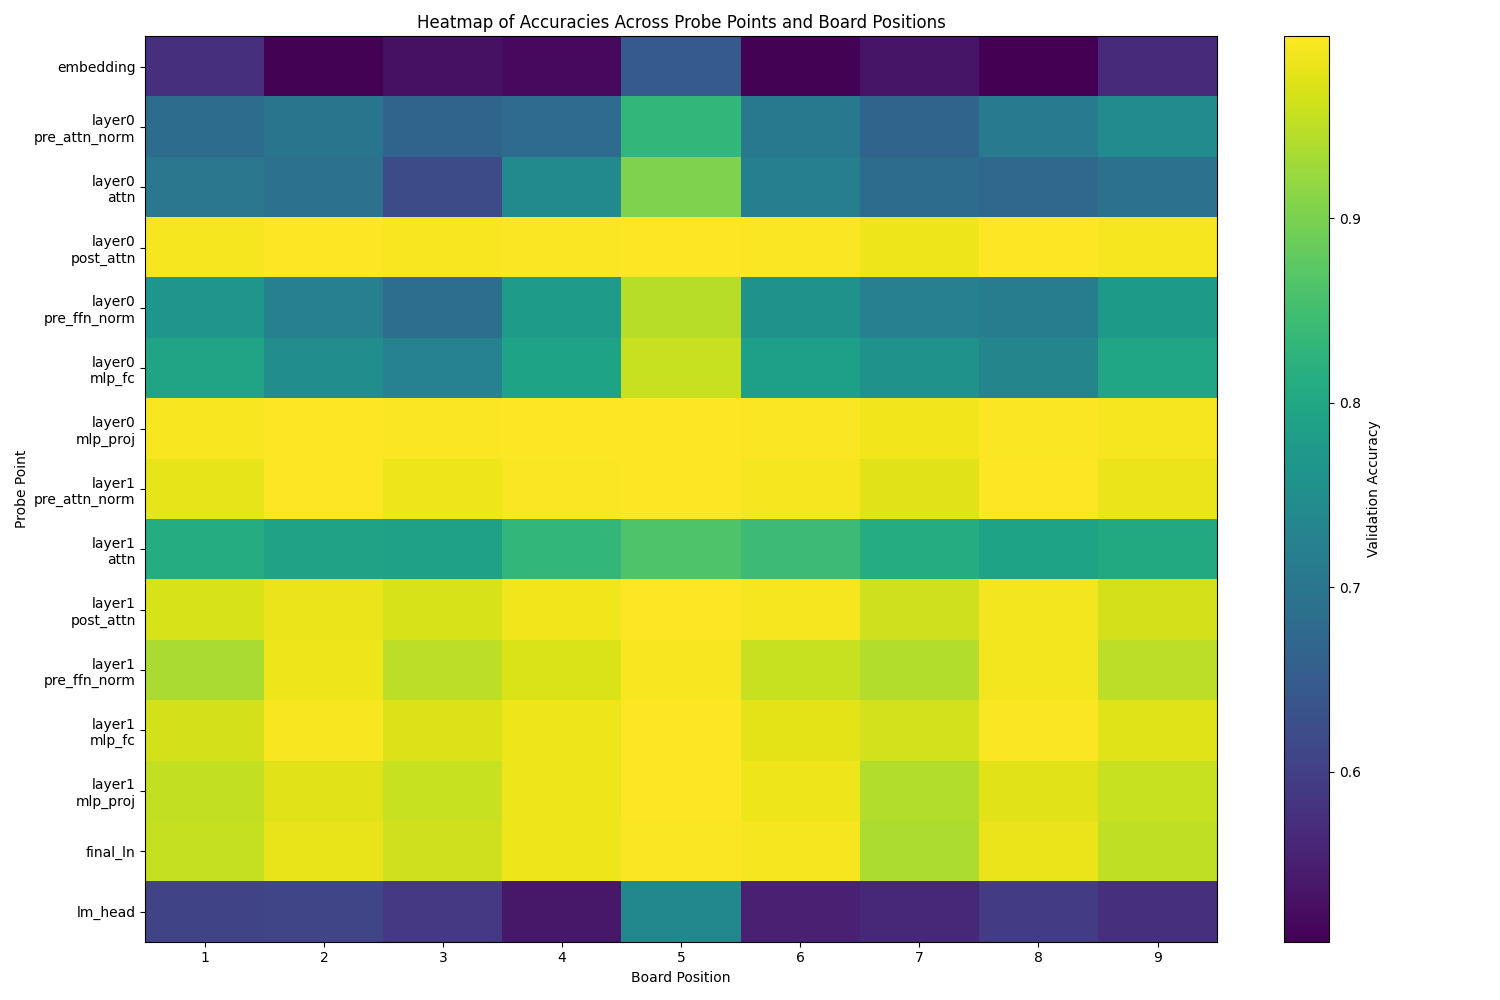 Heatmap of Accuracies Across Probe Points and Board Positions
embedding
layer0
pre_attn_norm
layer0
attn
layer0
post_attn
layer0
pre_ffn_norm
layer0
mlp_fc
layer0
mlp_proj
layer1
pre_attn_norm
layer1
attn
layer1
post_attn
layer1
pre_ffn_norm
layer1
mlp_fc
layer1
mlp_proj
final_ln
lm_head
Probe Point
1 2 3 4 5 6 7 8 9
Board Position
0.9
0.8
0.7
0.6
Validation Accuracy